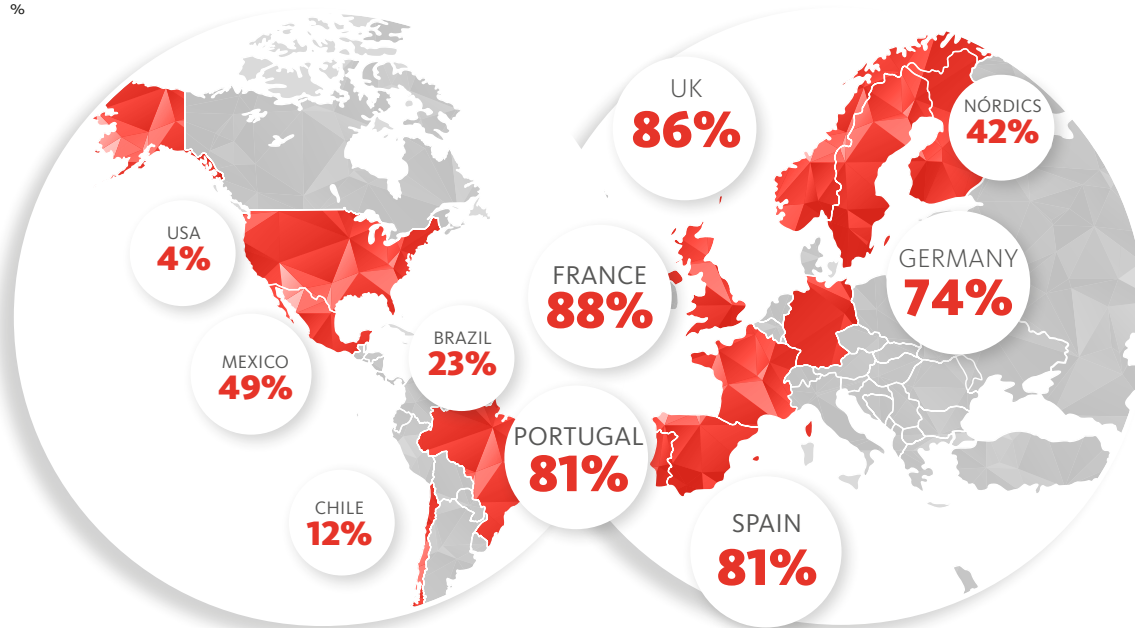 %
USA
4%
MEXICO
49%
BRAZIL
23%
CHILE
12%
UK
86%
NÓRDICS
42%
FRANCE
88%
GERMANY
74%
PORTUGAL
81%
SPAIN
81%